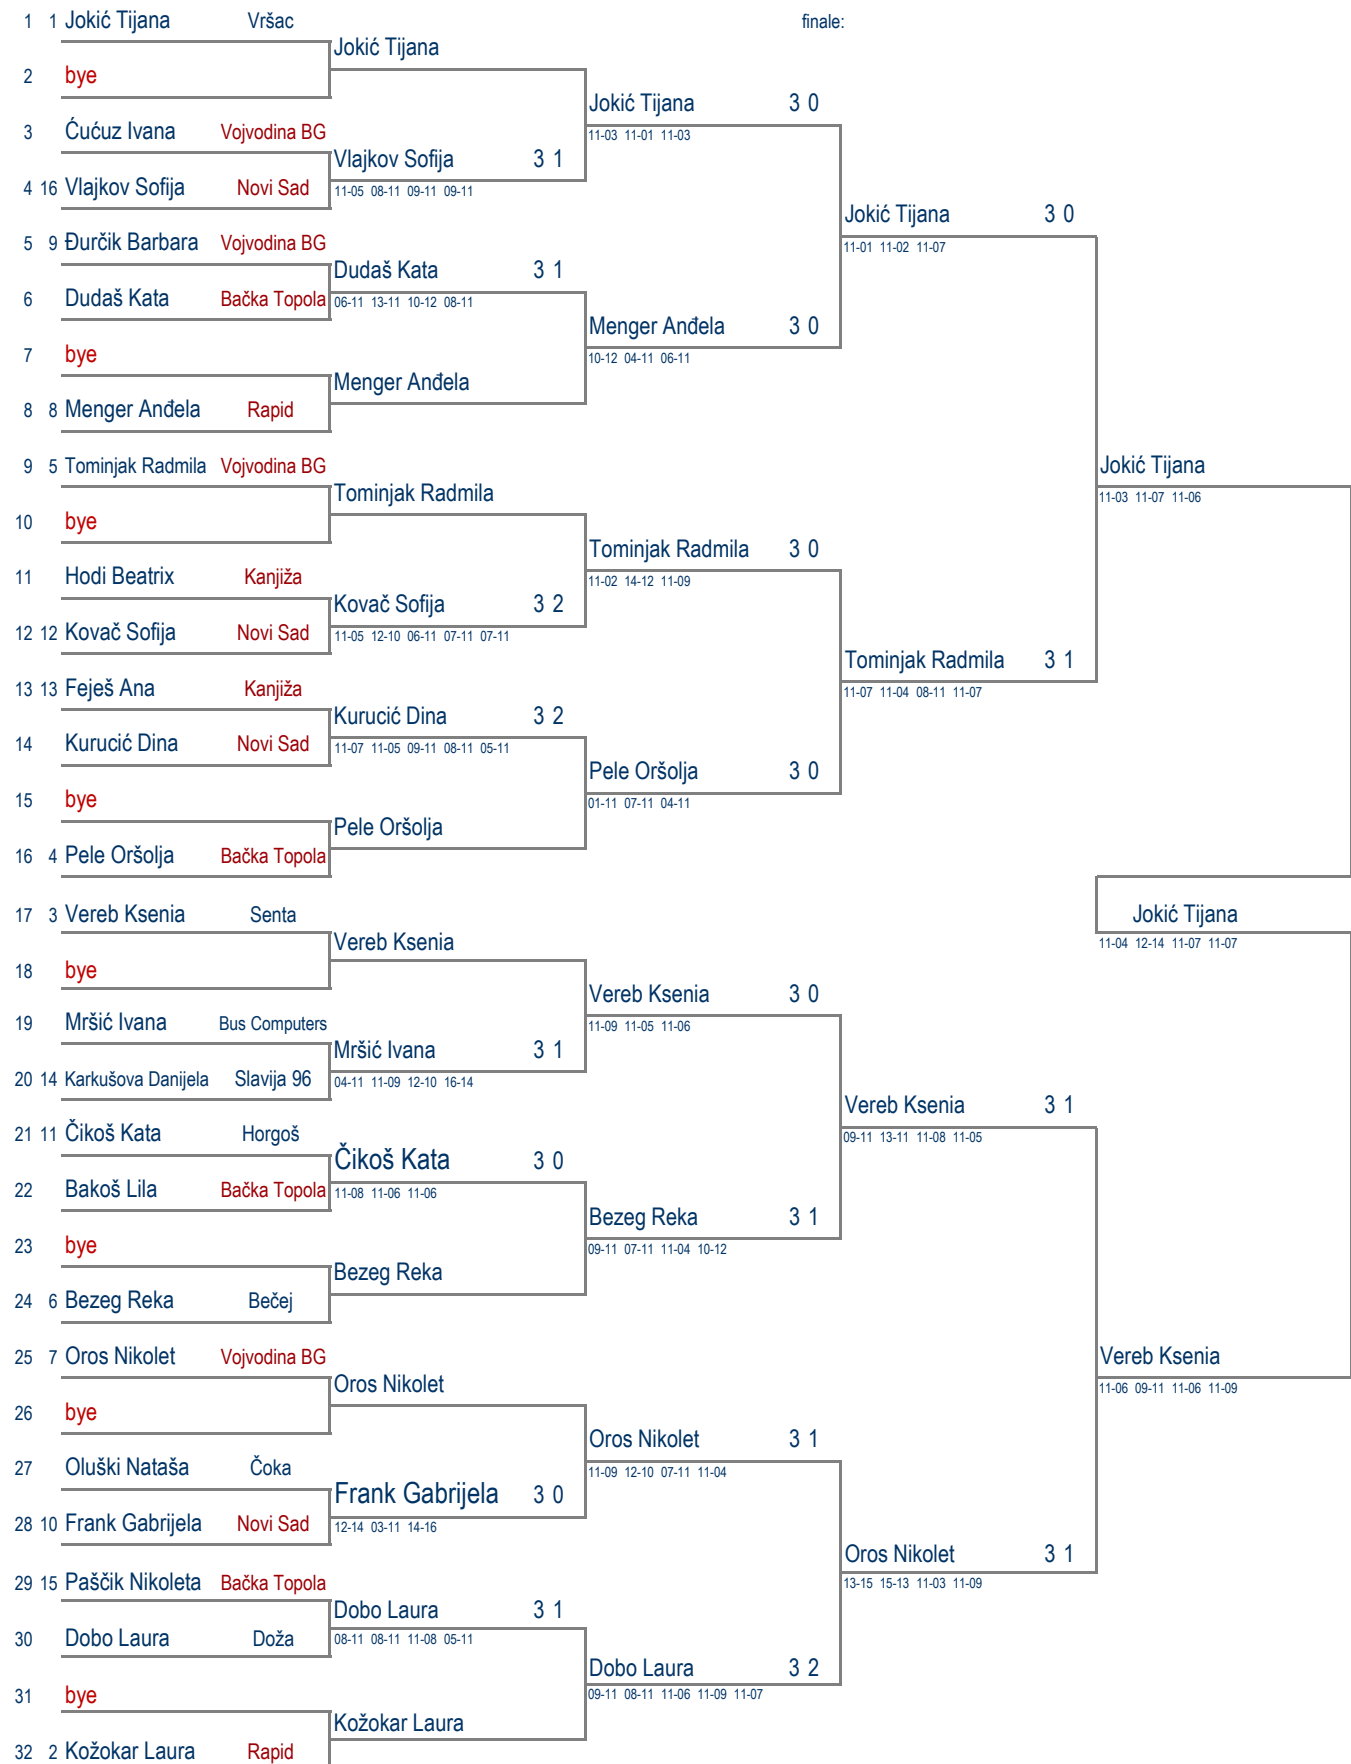 1 1 Jokić Tijana Vršac finale:
Jokić Tijana
2 bye
Jokić Tijana 3 0
3 Ćućuz Ivana Vojvodina BG 11-03 11-01 11-03
Vlajkov Sofija 3 1
4 16 Vlajkov Sofija Novi Sad 11-05 08-11 09-11 09-11
Jokić Tijana 3 0
5 9 Đurčik Barbara Vojvodina BG 11-01 11-02 11-07
Dudaš Kata 3 1
6 Dudaš Kata Bačka Topola 06-11 13-11 10-12 08-11
Menger Anđela 3 0
7 bye 10-12 04-11 06-11
Menger Anđela
8 8 Menger Anđela Rapid
9 5 Tominjak Radmila Vojvodina BG Jokić Tijana
Tominjak Radmila 11-03 11-07 11-06
10 bye
Tominjak Radmila 3 0
11 Hodi Beatrix Kanjiža 11-02 14-12 11-09
Kovač Sofija 3 2
12 12 Kovač Sofija Novi Sad 11-05 12-10 06-11 07-11 07-11
Tominjak Radmila 3 1
13 13 Feješ Ana Kanjiža 11-07 11-04 08-11 11-07
Kurucić Dina 3 2
14 Kurucić Dina Novi Sad 11-07 11-05 09-11 08-11 05-11
Pele Oršolja 3 0
15 bye 01-11 07-11 04-11
Pele Oršolja
16 4 Pele Oršolja Bačka Topola
17 3 Vereb Ksenia Senta Jokić Tijana
Vereb Ksenia 11-04 12-14 11-07 11-07
18 bye
Vereb Ksenia 3 0
19 Mršić Ivana Bus Computers 11-09 11-05 11-06
Mršić Ivana 3 1
20 14 Karkušova Danijela Slavija 96 04-11 11-09 12-10 16-14
Vereb Ksenia 3 1
21 11 Čikoš Kata Horgoš 09-11 13-11 11-08 11-05
Čikoš Kata 3 0
22 Bakoš Lila Bačka Topola 11-08 11-06 11-06
Bezeg Reka 3 1
23 bye 09-11 07-11 11-04 10-12
Bezeg Reka
24 6 Bezeg Reka Bečej
25 7 Oros Nikolet Vojvodina BG Vereb Ksenia
Oros Nikolet 11-06 09-11 11-06 11-09
26 bye
Oros Nikolet 3 1
27 Oluški Nataša Čoka 11-09 12-10 07-11 11-04
Frank Gabrijela 3 0
28 10 Frank Gabrijela Novi Sad 12-14 03-11 14-16
Oros Nikolet 3 1
29 15 Paščik Nikoleta Bačka Topola 13-15 15-13 11-03 11-09
Dobo Laura 3 1
30 Dobo Laura Doža 08-11 08-11 11-08 05-11
Dobo Laura 3 2
31 bye 09-11 08-11 11-06 11-09 11-07
Kožokar Laura
32 2 Kožokar Laura Rapid